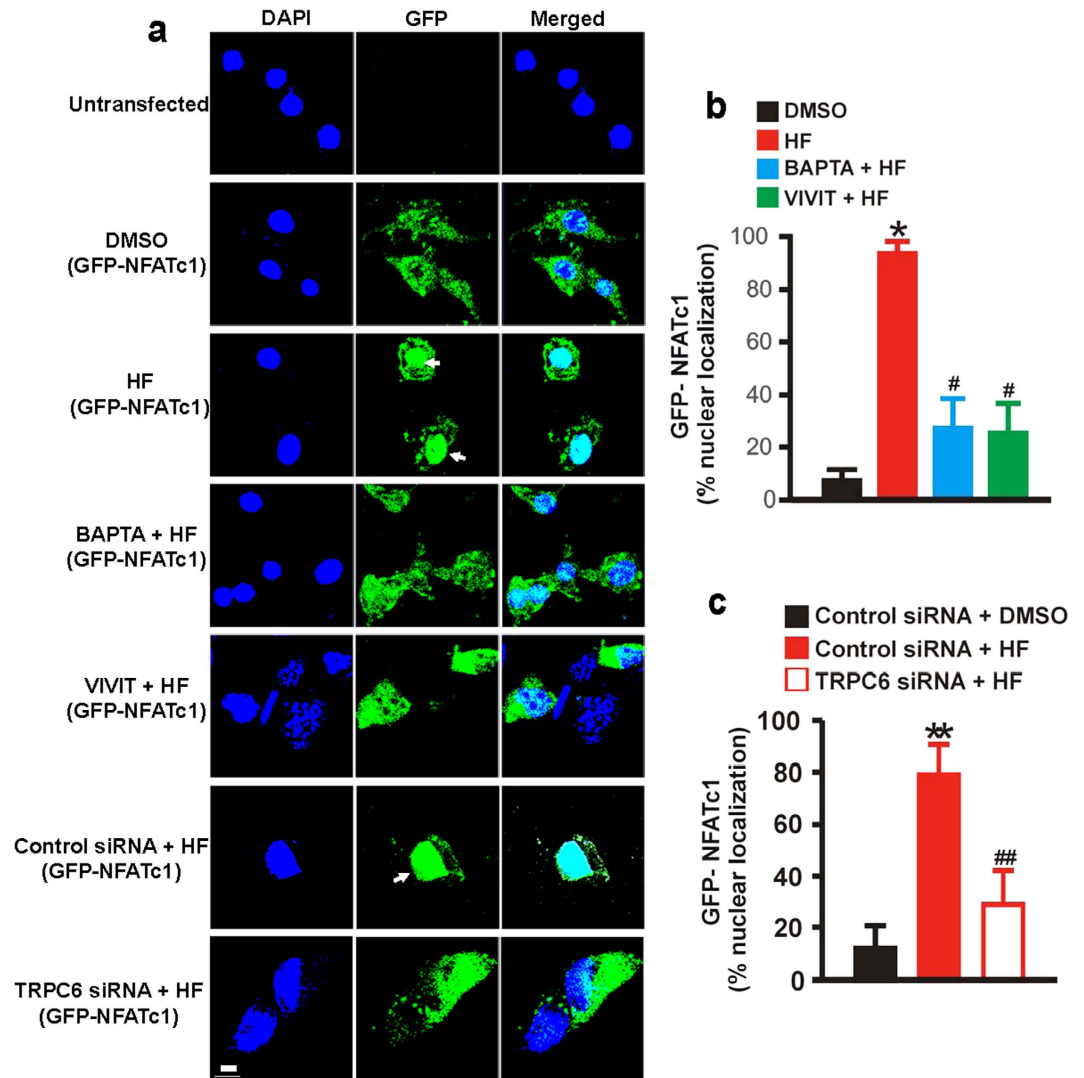 a
DAPI GFP Merged
Untransfected
DMSO
(GFP-NFATc1)
HF
(GFP-NFATc1)
BAPTA + HF
(GFP-NFATc1)
VIVIT + HF
(GFP-NFATc1)
Control siRNA + HF
(GFP-NFATc1)
TRPC6 siRNA + HF
(GFP-NFATc1)
b
DMSO
HF
BAPTA + HF
VIVIT + HF
GFP- NFATc1
(% nuclear localization)
100
80
60
40
20
0
*
#
#
c
Control siRNA + DMSO
Control siRNA + HF
TRPC6 siRNA + HF
GFP- NFATc1
(% nuclear localization)
100
80
60
40
20
0
**
##